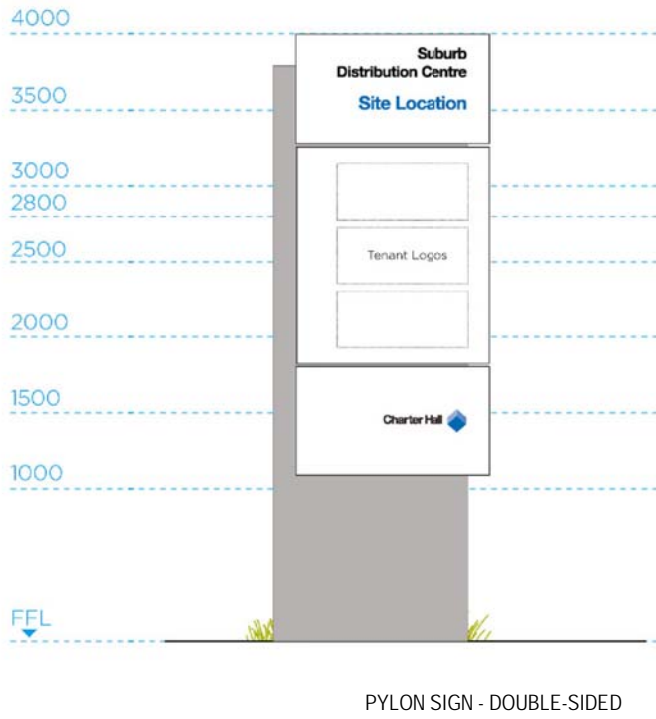 4000
Suburb
Distribution Centre
3500
Site Location
3000
2800
2500
Tenant Logos
2000
1500
Charter Hall
1000
FFL
PYLON SIGN - DOUBLE-SIDED